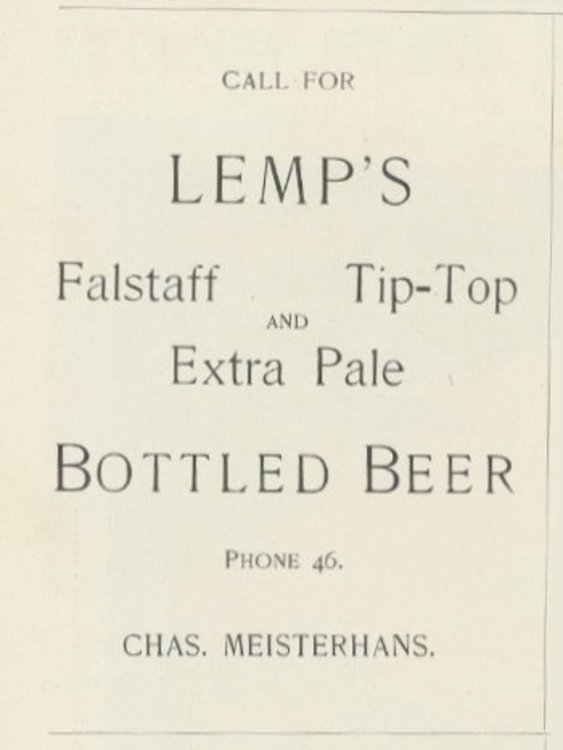 CALL FOR
LEMP'S
Falstaff Tip-Top
AND
Extra Pale
BOTTLED BEER
PHONE 46.
CHAS. MEISTERHANS.